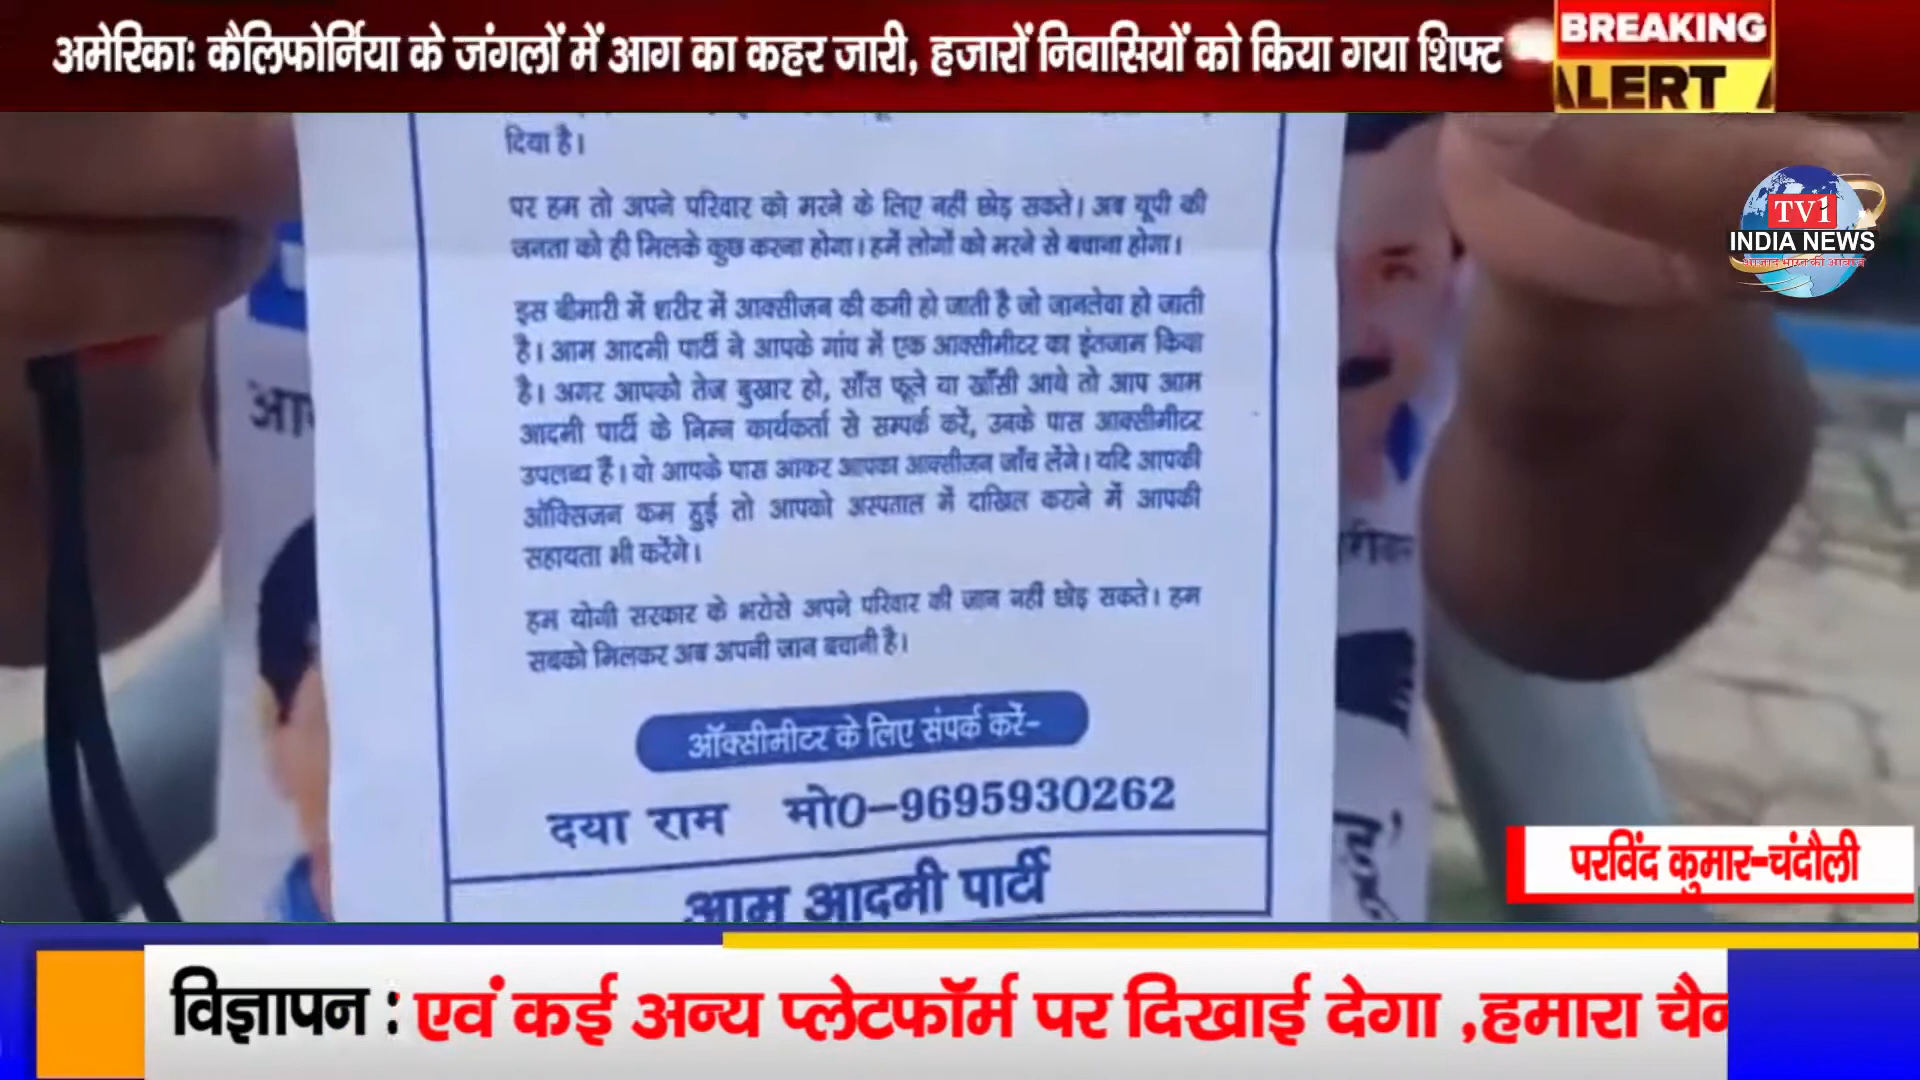 अमेरिका: कैलिफोर्निया के जंगलों में आग का कहर जारी, हजारों निवासियों को किया गया शिफ्ट
BREAKING
ALERT
TV1
INDIA NEWS
आजाद भारत की आवाज
दिया है।
पर हम तो अपने परिवार को मरने के लिए नहीं छोड़ सकते। अब यूपी की
जनता को ही मिलके कुछ करना होगा। हमें लोगों को मरने से बचाना होगा।
इस बीमारी में शरीर में आक्सीजन की कमी हो जाती है जो जानलेवा हो जाती
है। आम आदमी पार्टी ने आपके गांव में एक आक्सीमीटर का इंतजाम किया
है। अगर आपको तेज बुखार हो, साँस फूले या खाँसी आये तो आप आम
आदमी पार्टी के निम्न कार्यकर्ता से सम्पर्क करें, उनके पास आक्सीमीटर
उपलब्ध हैं। वो आपके पास आकर आपका आक्सीजन जाँच लेंगे। यदि आपकी
ऑक्सिजन कम हुई तो आपको अस्पताल में दाखिल कराने में आपकी
सहायता भी करेंगे।
हम योगी सरकार के भरोसे अपने परिवार की जान नहीं छोड़ सकते। हम
सबको मिलकर अब अपनी जान बचानी है।
ऑक्सीमीटर के लिए संपर्क करें-
दया राम मो0-9695930262
आम आदमी पार्टी
परविंद कुमार-चंदौली
विज्ञापन : एवं कई अन्य प्लेटफॉर्म पर दिखाई देगा ,हमारा